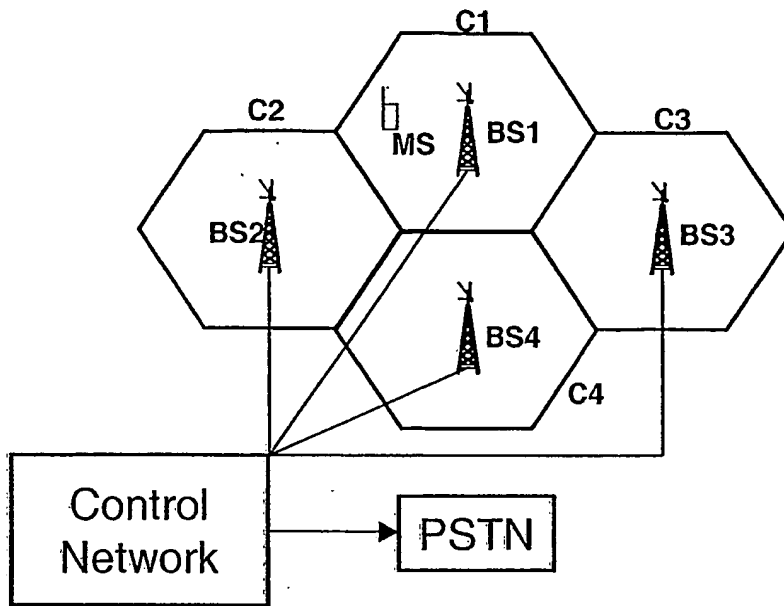 C1
C2
MS
BS1
C3
BS2
BS3
BS4
C4
Control
Network
PSTN